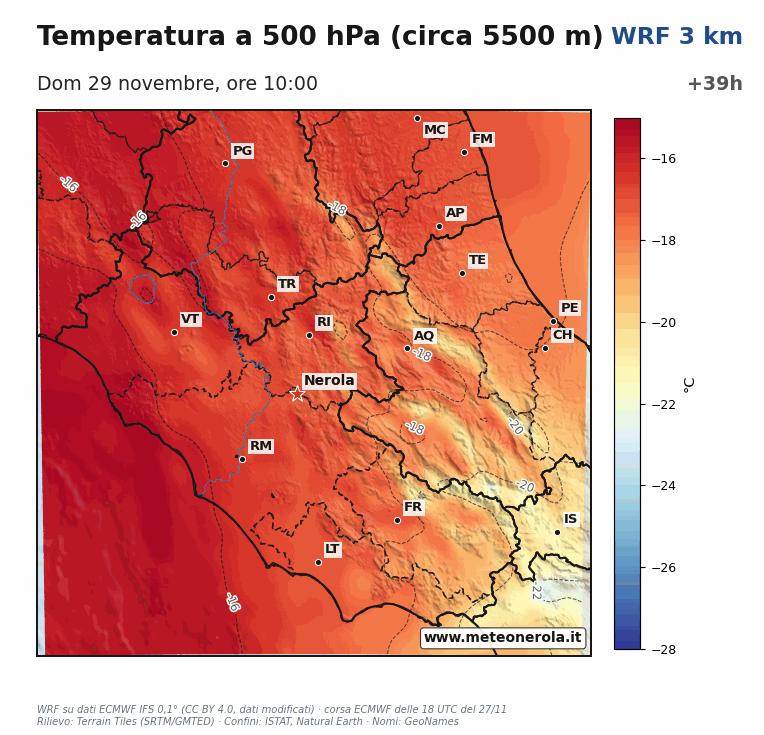 Temperatura a 500 hPa (circa 5500 m) WRF 3 km
Dom 29 novembre, ore 10:00 +39h
MC
FM
PG
-16
-16
-18
AP
TE
TR
PE
VT
RI
AQ
CH
-18
Nerola
-18
-20
RM
-20
FR
IS
LT
-22
-16
www.meteonerola.it
−16
−18
−20
−22
−24
−26
−28
°C
WRF su dati ECMWF IFS 0,1° (CC BY 4.0, dati modificati) · corsa ECMWF delle 18 UTC del 27/11
Rilievo: Terrain Tiles (SRTM/GMTED) · Confini: ISTAT, Natural Earth · Nomi: GeoNames